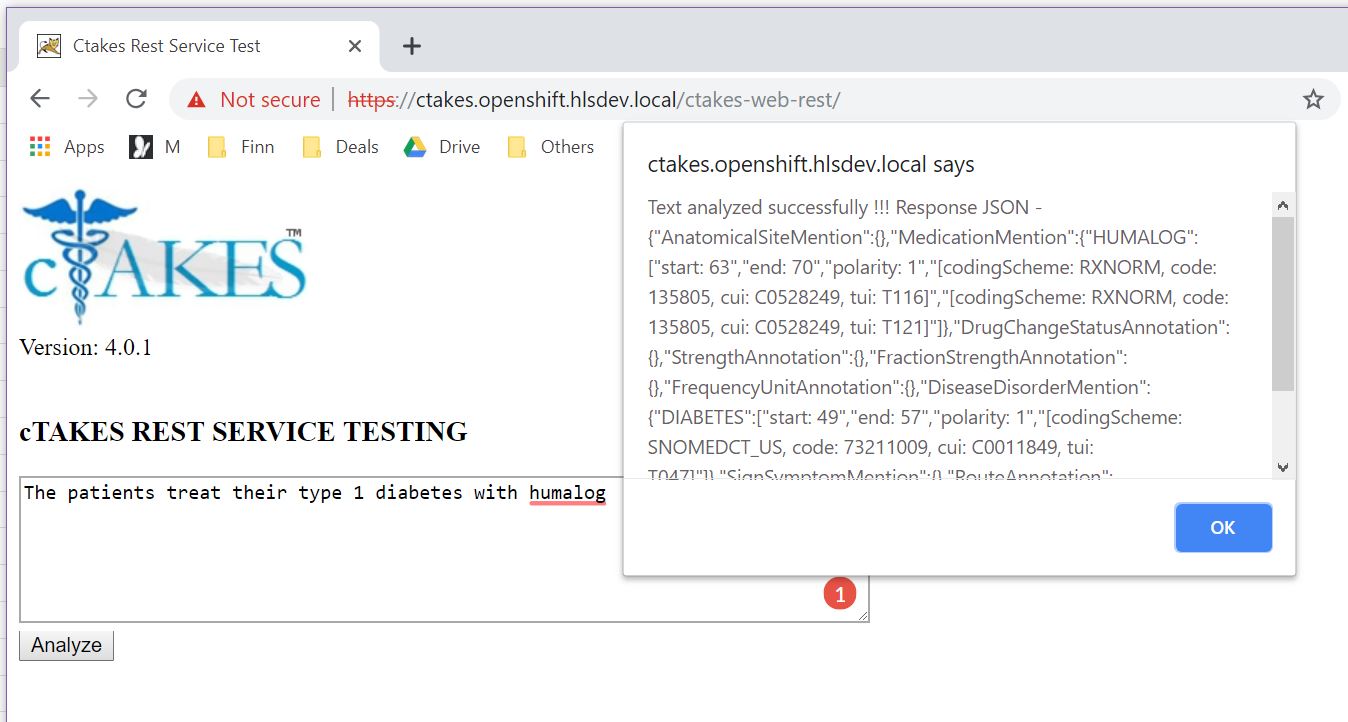 Ctakes Rest Service Test
Not secure | https://ctakes.openshift.hlsdev.local/ctakes-web-rest/
Apps M Finn Deals Drive Others
ctakes.openshift.hlsdev.local says
Text analyzed successfully !!! Response JSON -
{"AnatomicalSiteMention":{},"MedicationMention":{"HUMALOG":
["start: 63","end: 70","polarity: 1","[codingScheme: RXNORM, code:
135805, cui: C0528249, tui: T116]","[codingScheme: RXNORM, code:
135805, cui: C0528249, tui: T121]"]},"DrugChangeStatusAnnotation":
{},"StrengthAnnotation":{},"FractionStrengthAnnotation":
{},"FrequencyUnitAnnotation":{},"DiseaseDisorderMention":
{"DIABETES":["start: 49","end: 57","polarity: 1","[codingScheme:
SNOMEDCT_US, code: 73211009, cui: C0011849, tui:
T047]"]},"SignSymptomMention":{},"RouteAnnotation":
OK
cTAKES™
Version: 4.0.1
cTAKES REST SERVICE TESTING
The patients treat their type 1 diabetes with humalog
1
Analyze